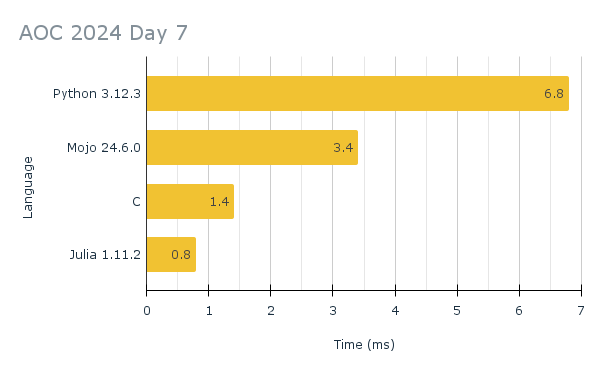 AOC 2024 Day 7
Language
Python 3.12.3
6.8
Mojo 24.6.0
3.4
C
1.4
Julia 1.11.2
0.8
0 1 2 3 4 5 6 7
Time (ms)